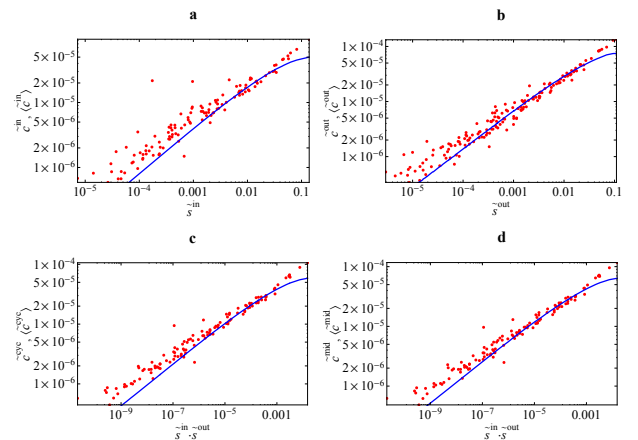 a
5×10⁻⁵
2×10⁻⁵
1×10⁻⁵
5×10⁻⁶
2×10⁻⁶
1×10⁻⁶
c̃^in, ⟨c̃^in⟩
10⁻⁵ 10⁻⁴ 0.001 0.01 0.1
s̃^in
b
1×10⁻⁴
5×10⁻⁵
2×10⁻⁵
1×10⁻⁵
5×10⁻⁶
2×10⁻⁶
1×10⁻⁶
c̃^out, ⟨c̃^out⟩
10⁻⁵ 10⁻⁴ 0.001 0.01 0.1
s̃^out
c
1×10⁻⁴
5×10⁻⁵
2×10⁻⁵
1×10⁻⁵
5×10⁻⁶
2×10⁻⁶
1×10⁻⁶
c̃^cyc, ⟨c̃^cyc⟩
10⁻⁹ 10⁻⁷ 10⁻⁵ 0.001
s̃^in·s̃^out
d
1×10⁻⁴
5×10⁻⁵
2×10⁻⁵
1×10⁻⁵
5×10⁻⁶
2×10⁻⁶
1×10⁻⁶
c̃^mid, ⟨c̃^mid⟩
10⁻⁹ 10⁻⁷ 10⁻⁵ 0.001
s̃^in·s̃^out